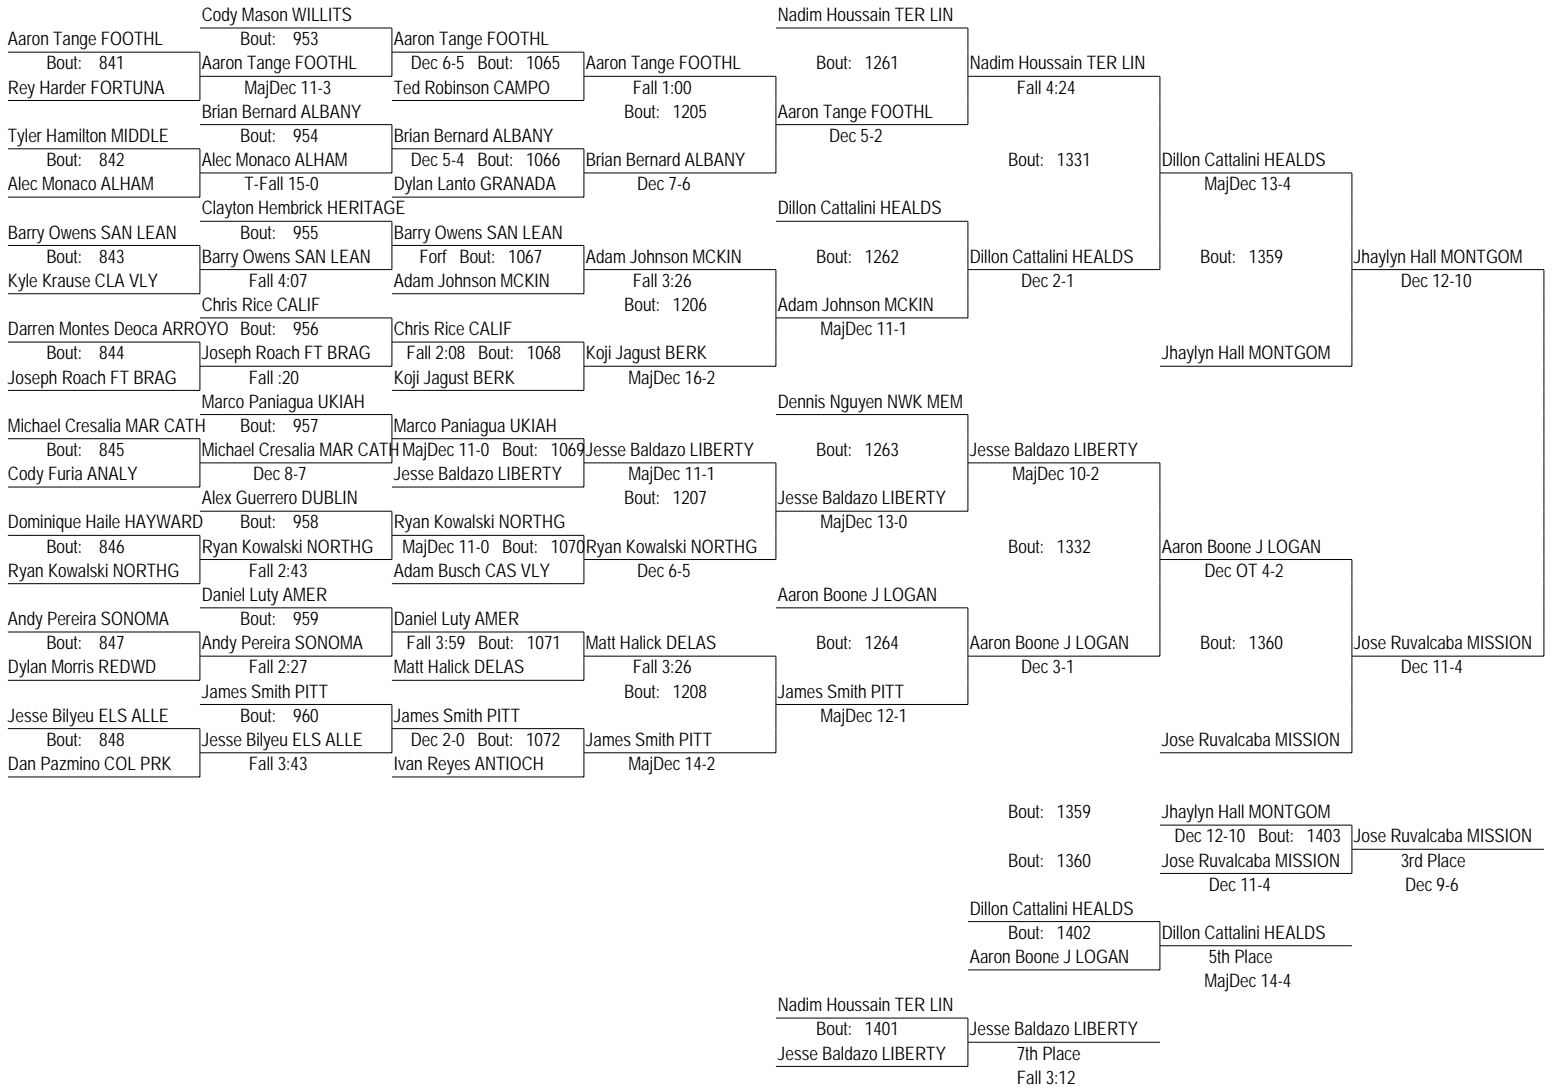 Cody Mason WILLITS Nadim Houssain TER LIN
Aaron Tange FOOTHL Bout: 953 Aaron Tange FOOTHL
Bout: 841 Aaron Tange FOOTHL Dec 6-5 Bout: 1065 Aaron Tange FOOTHL Bout: 1261 Nadim Houssain TER LIN
Rey Harder FORTUNA MajDec 11-3 Ted Robinson CAMPO Fall 1:00 Fall 4:24
Brian Bernard ALBANY Bout: 1205 Aaron Tange FOOTHL
Tyler Hamilton MIDDLE Bout: 954 Brian Bernard ALBANY Dec 5-2
Bout: 842 Alec Monaco ALHAM Dec 5-4 Bout: 1066 Brian Bernard ALBANY Bout: 1331 Dillon Cattalini HEALDS
Alec Monaco ALHAM T-Fall 15-0 Dylan Lanto GRANADA Dec 7-6 MajDec 13-4
Clayton Hembrick HERITAGE Dillon Cattalini HEALDS
Barry Owens SAN LEAN Bout: 955 Barry Owens SAN LEAN
Bout: 843 Barry Owens SAN LEAN Forf Bout: 1067 Adam Johnson MCKIN Bout: 1262 Dillon Cattalini HEALDS Bout: 1359 Jhaylyn Hall MONTGOM
Kyle Krause CLA VLY Fall 4:07 Adam Johnson MCKIN Fall 3:26 Dec 2-1 Dec 12-10
Chris Rice CALIF Bout: 1206 Adam Johnson MCKIN
Darren Montes Deoca ARROYO Bout: 956 Chris Rice CALIF MajDec 11-1
Bout: 844 Joseph Roach FT BRAG Fall 2:08 Bout: 1068 Koji Jagust BERK Jhaylyn Hall MONTGOM
Joseph Roach FT BRAG Fall :20 Koji Jagust BERK MajDec 16-2
Marco Paniagua UKIAH Dennis Nguyen NWK MEM
Michael Cresalia MAR CATH Bout: 957 Marco Paniagua UKIAH
Bout: 845 Michael Cresalia MAR CATH MajDec 11-0 Bout: 1069 Jesse Baldazo LIBERTY Bout: 1263 Jesse Baldazo LIBERTY
Cody Furia ANALY Dec 8-7 Jesse Baldazo LIBERTY MajDec 11-1 MajDec 10-2
Alex Guerrero DUBLIN Bout: 1207 Jesse Baldazo LIBERTY
Dominique Haile HAYWARD Bout: 958 Ryan Kowalski NORTHG MajDec 13-0
Bout: 846 Ryan Kowalski NORTHG MajDec 11-0 Bout: 1070 Ryan Kowalski NORTHG Bout: 1332 Aaron Boone J LOGAN
Ryan Kowalski NORTHG Fall 2:43 Adam Busch CAS VLY Dec 6-5 Dec OT 4-2
Daniel Luty AMER Aaron Boone J LOGAN
Andy Pereira SONOMA Bout: 959 Daniel Luty AMER
Bout: 847 Andy Pereira SONOMA Fall 3:59 Bout: 1071 Matt Halick DELAS Bout: 1264 Aaron Boone J LOGAN Bout: 1360 Jose Ruvalcaba MISSION
Dylan Morris REDWD Fall 2:27 Matt Halick DELAS Fall 3:26 Dec 3-1 Dec 11-4
James Smith PITT Bout: 1208 James Smith PITT
Jesse Bilyeu ELS ALLE Bout: 960 James Smith PITT MajDec 12-1
Bout: 848 Jesse Bilyeu ELS ALLE Dec 2-0 Bout: 1072 James Smith PITT Jose Ruvalcaba MISSION
Dan Pazmino COL PRK Fall 3:43 Ivan Reyes ANTIOCH MajDec 14-2
Bout: 1359 Jhaylyn Hall MONTGOM
Dec 12-10 Bout: 1403 Jose Ruvalcaba MISSION
Bout: 1360 Jose Ruvalcaba MISSION 3rd Place
Dec 11-4 Dec 9-6
Dillon Cattalini HEALDS
Bout: 1402 Dillon Cattalini HEALDS
Aaron Boone J LOGAN 5th Place
MajDec 14-4
Nadim Houssain TER LIN
Bout: 1401 Jesse Baldazo LIBERTY
Jesse Baldazo LIBERTY 7th Place
Fall 3:12